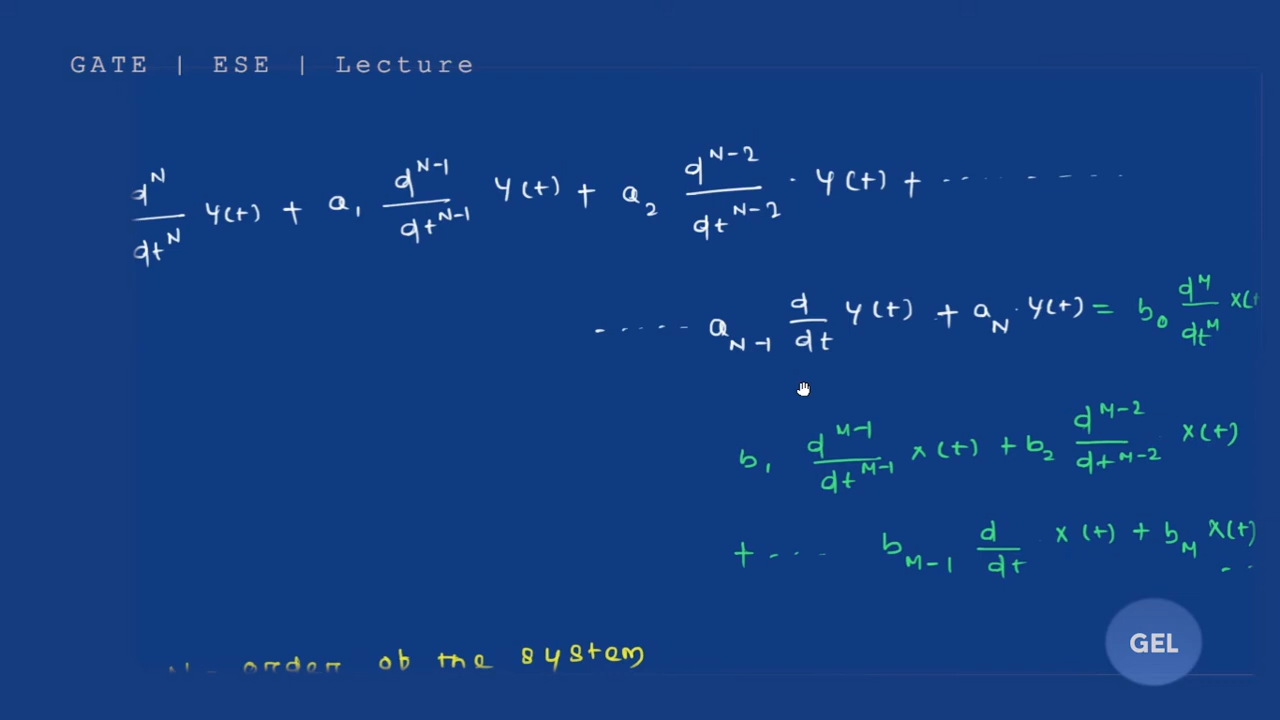 GATE | ESE | Lecture
d^N/dt^N y(t) + a_1 d^{N-1}/dt^{N-1} y(t) + a_2 d^{N-2}/dt^{N-2} . y(t) + - - - - - - - - -
- - - - - a_{N-1} d/dt y(t) + a_N . y(t) = b_0 d^M/dt^M x(t
b_1 d^{M-1}/dt^{M-1} x(t) + b_2 d^{M-2}/dt^{M-2} x(t)
+ - - - - b_{M-1} d/dt x(t) + b_M x(t)
order of the system
GEL